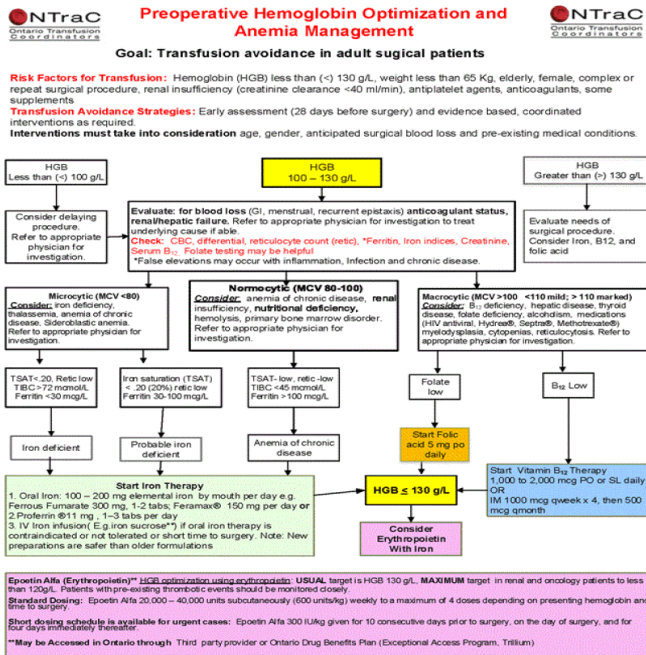 ONTraC
Ontario Transfusion
Coordinators
Preoperative Hemoglobin Optimization and
Anemia Management
ONTraC
Ontario Transfusion
Coordinators
Goal: Transfusion avoidance in adult sugical patients
Risk Factors for Transfusion: Hemoglobin (HGB) less than (<) 130 g/L, weight less than 65 Kg, elderly, female, complex or
repeat surgical procedure, renal insufficiency (creatinine clearance <40 ml/min), antiplatelet agents, anticoagulants, some
supplements
Transfusion Avoidance Strategies: Early assessment (28 days before surgery) and evidence based, coordinated
interventions as required.
Interventions must take into consideration age, gender, anticipated surgical blood loss and pre-existing medical conditions.
HGB
Less than (<) 100 g/L
HGB
100 – 130 g/L
HGB
Greater than (>) 130 g/L
Consider delaying
procedure.
Refer to appropriate
physician for
investigation.
Evaluate: for blood loss (GI, menstrual, recurrent epistaxis) anticoagulant status,
renal/hepatic failure. Refer to appropriate physician for investigation to treat
underlying cause if able.
Check: CBC, differential, reticulocyte count (retic), *Ferritin, Iron indices, Creatinine,
Serum B12, Folate testing may be helpful
*False elevations may occur with inflammation, Infection and chronic disease.
Evaluate needs of
surgical procedure.
Consider Iron, B12, and
folic acid
Microcytic (MCV <80)
Consider: iron deficiency,
thalassemia, anemia of chronic
disease, Sideroblastic anemia.
Refer to appropriate physician for
investigation.
Normocytic (MCV 80-100)
Consider: anemia of chronic disease, renal
insufficiency, nutritional deficiency,
hemolysis, primary bone marrow disorder.
Refer to appropriate physician for
investigation.
Macrocytic (MCV >100 <110 mild; > 110 marked)
Consider: B12 deficiency, hepatic disease, thyroid
disease, folate deficiency, alcohdism, medications
(HIV antiviral, Hydrea®, Septra®, Methotrexate®)
myelodysplasia, cytopenias, reticulocytosis. Refer to
appropriate physician for investigation.
TSAT<.20, Retic low
TIBC >72 mcmol/L
Ferritin <30 mcg/L
Iron saturation (TSAT)
< .20 (20%) retic low
Ferritin 30-100 mcg/L
TSAT- low, retic -low
TIBC <45 mcmol/L
Ferritin >100 mcg/L
Folate
low
B12 Low
Iron deficient
Probable iron
deficient
Anemia of chronic
disease
Start Folic
acid 5 mg po
daily
Start Vitamin B12 Therapy
1,000 to 2,000 mcg PO or SL daily
OR
IM 1000 mcg qweek x 4, then 500
mcg qmonth
Start Iron Therapy
1. Oral Iron: 100 – 200 mg elemental iron by mouth per day e.g.
Ferrous Fumarate 300 mg, 1-2 tabs; Feramax® 150 mg per day or
2.Proferrin ®11 mg , 1–3 tabs per day
3. IV Iron infusion( E.g.iron sucrose**) if oral iron therapy is
contraindicated or not tolerated or short time to surgery. Note: New
preparations are safer than older formulations
HGB ≤ 130 g/L
Consider
Erythropoietin
With Iron
Epoetin Alfa (Erythropoietin)** HGB optimization using erythropoietin: USUAL target is HGB 130 g/L, MAXIMUM target in renal and oncology patients to less
than 120g/L. Patients with pre-existing thrombotic events should be monitored closely.
Standard Dosing: Epoetin Alfa 20,000 – 40,000 units subcutaneously (600 units/kg) weekly to a maximum of 4 doses depending on presenting hemoglobin an
time to surgery.
Short dosing schedule is available for urgent cases: Epoetin Alfa 300 IU/kg given for 10 consecutive days prior to surgery, on the day of surgery, and for
four days immediately thereafter.
**May be Accessed in Ontario through Third party provider or Ontario Drug Benefits Plan (Exceptional Access Program, Trillium)